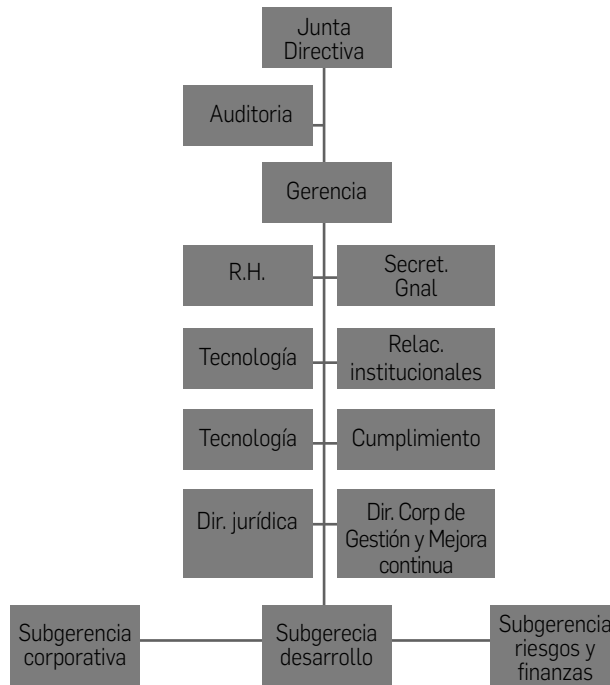 Junta
Directiva
Auditoria
Gerencia
R.H.
Secret.
Gnal
Tecnología
Relac.
institucionales
Tecnología
Cumplimiento
Dir. jurídica
Dir. Corp de
Gestión y Mejora
continua
Subgerencia
corporativa
Subgerecia
desarrollo
Subgerencia
riesgos y
finanzas